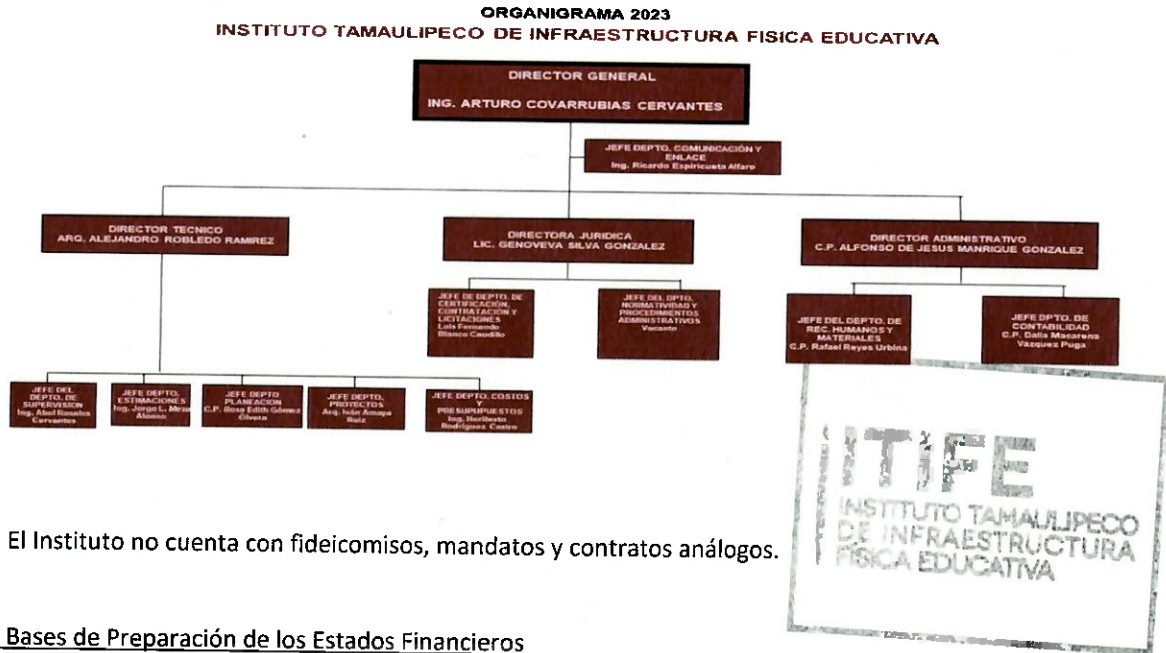 ORGANIGRAMA 2023
INSTITUTO TAMAULIPECO DE INFRAESTRUCTURA FISICA EDUCATIVA
DIRECTOR GENERAL
ING. ARTURO COVARRUBIAS CERVANTES
JEFE DEPTO. COMUNICACIÓN Y
ENLACE
Ing. Ricardo Espiricueta Alfaro
DIRECTOR TECNICO
ARQ. ALEJANDRO ROBLEDO RAMIREZ
DIRECTORA JURIDICA
LIC. GENOVEVA SILVA GONZALEZ
DIRECTOR ADMINISTRATIVO
C.P. ALFONSO DE JESUS MANRIQUE GONZALEZ
JEFE DE DEPTO. DE
CERTIFICACIÓN,
CONTRATACIÓN Y
LICITACIONES
Luis Fernando
Blanco Caudillo
JEFE DEL DPTO.
NORMATIVIDAD Y
PROCEDIMIENTOS
ADMINISTRATIVOS
Vacante
JEFE DEL DEPTO. DE
REC. HUMANOS Y
MATERIALES
C.P. Rafael Reyes Urbina
JEFE DPTO. DE
CONTABILIDAD
C.P. Dalia Macarena
Vazquez Puga
JEFE DEL
DEPTO. DE
SUPERVISION
Ing. Abel Rosales
Cervantes
JEFE DEPTO.
ESTIMACIONES
Ing. Jorge L. Meza
Alonso
JEFE DEPTO
PLANEACION
C.P. Rosa Edith Gómez
Olvera
JEFE DEPTO.
PROYECTOS
Arq. Iván Amaya
Ruiz
JEFE DEPTO. COSTOS
Y
PRESUPUPUESTOS
Ing. Heriberto
Rodríguez Castro
ITIFE
INSTITUTO TAMAULIPECO
DE INFRAESTRUCTURA
FÍSICA EDUCATIVA
El Instituto no cuenta con fideicomisos, mandatos y contratos análogos.
Bases de Preparación de los Estados Financieros